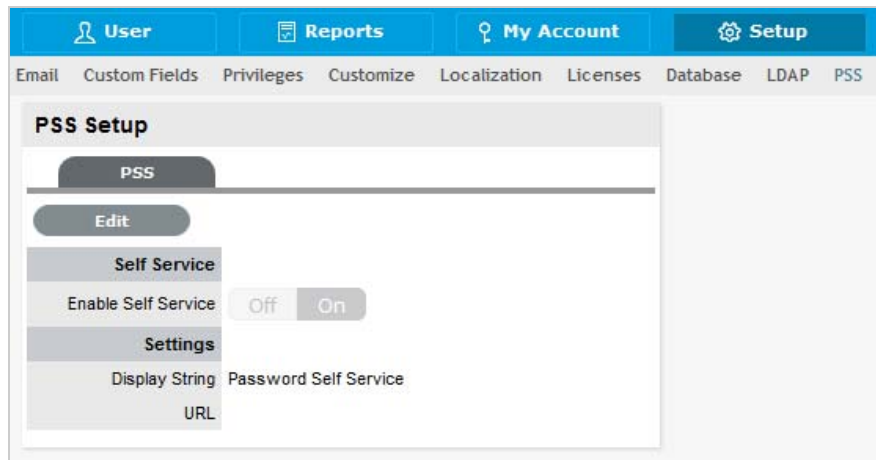 User Reports My Account Setup
Email Custom Fields Privileges Customize Localization Licenses Database LDAP PSS
PSS Setup
PSS
Edit
Self Service
Enable Self Service Off On
Settings
Display String Password Self Service
URL